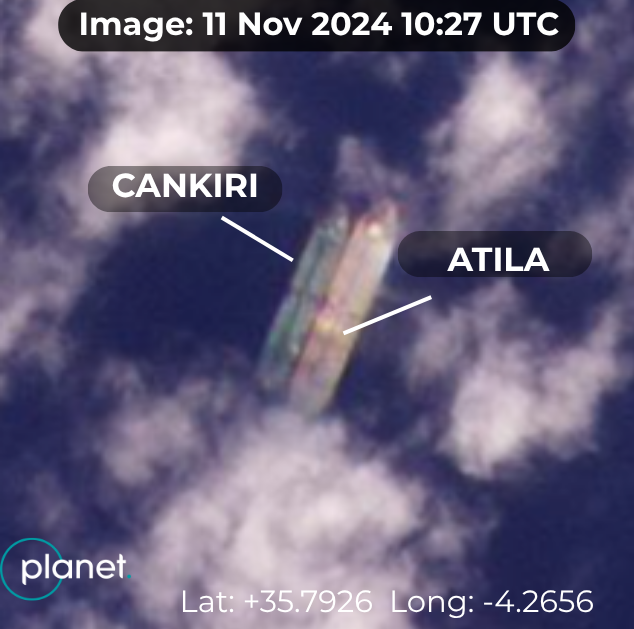 Image: 11 Nov 2024 10:27 UTC
CANKIRI
ATILA
planet.
Lat: +35.7926 Long: -4.2656